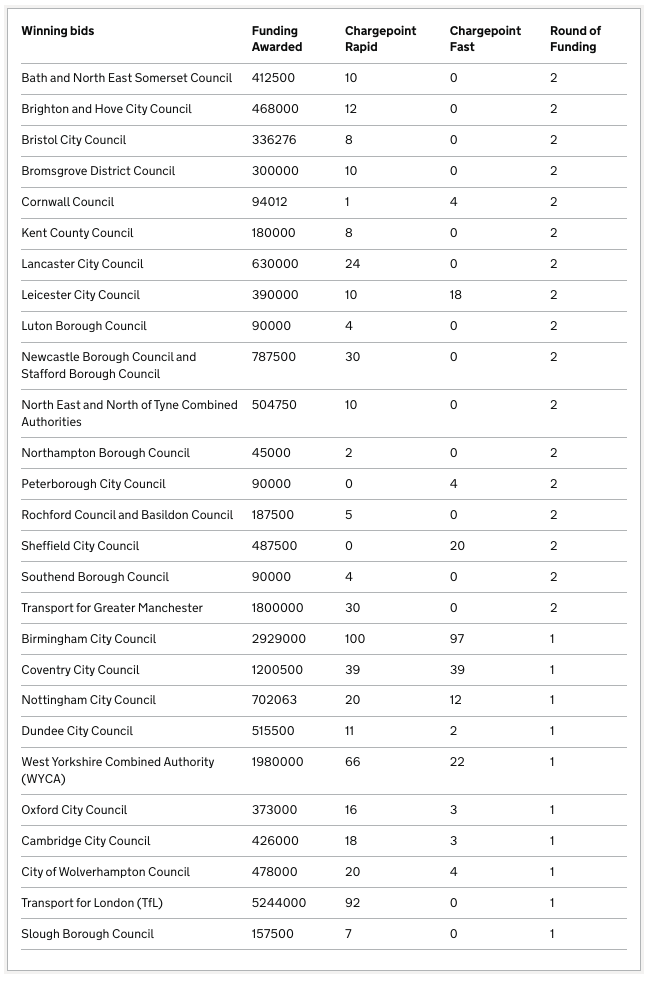 Winning bids Funding Awarded Chargepoint Rapid Chargepoint Fast Round of Funding
Bath and North East Somerset Council 412500 10 0 2
Brighton and Hove City Council 468000 12 0 2
Bristol City Council 336276 8 0 2
Bromsgrove District Council 300000 10 0 2
Cornwall Council 94012 1 4 2
Kent County Council 180000 8 0 2
Lancaster City Council 630000 24 0 2
Leicester City Council 390000 10 18 2
Luton Borough Council 90000 4 0 2
Newcastle Borough Council and 787500 30 0 2
Stafford Borough Council
North East and North of Tyne Combined 504750 10 0 2
Authorities
Northampton Borough Council 45000 2 0 2
Peterborough City Council 90000 0 4 2
Rochford Council and Basildon Council 187500 5 0 2
Sheffield City Council 487500 0 20 2
Southend Borough Council 90000 4 0 2
Transport for Greater Manchester 1800000 30 0 2
Birmingham City Council 2929000 100 97 1
Coventry City Council 1200500 39 39 1
Nottingham City Council 702063 20 12 1
Dundee City Council 515500 11 2 1
West Yorkshire Combined Authority 1980000 66 22 1
(WYCA)
Oxford City Council 373000 16 3 1
Cambridge City Council 426000 18 3 1
City of Wolverhampton Council 478000 20 4 1
Transport for London (TfL) 5244000 92 0 1
Slough Borough Council 157500 7 0 1